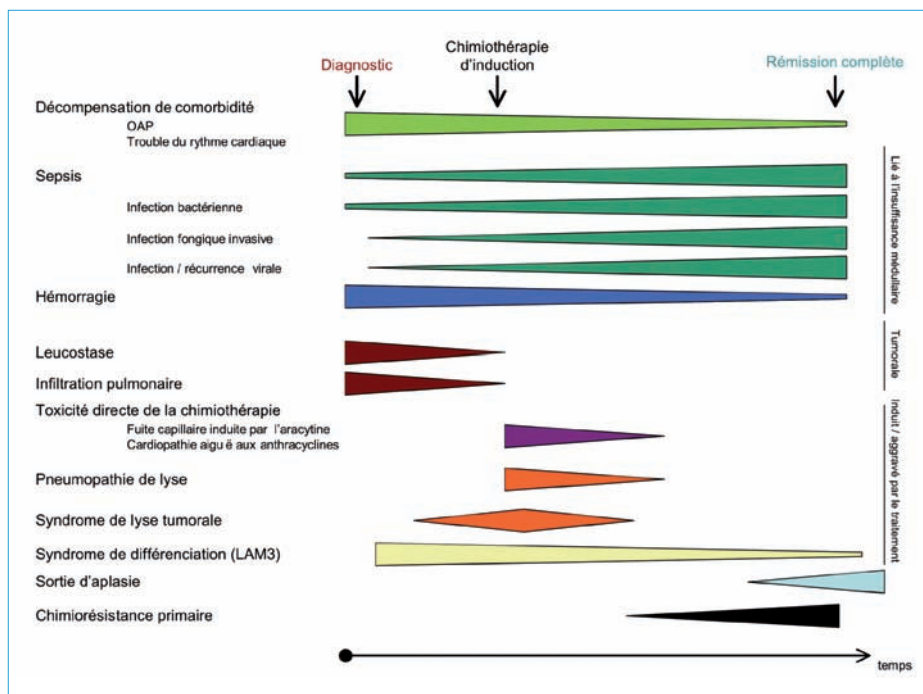 Chimiothérapie
d'induction
Diagnostic
Rémission complète
Décompensation de comorbidité
OAP
Trouble du rythme cardiaque
Sepsis
Infection bactérienne
Infection fongique invasive
Infection / récurrence virale
Hémorragie
Lié à l'insuffisance médullaire
Leucostase
Infiltration pulmonaire
Tumorale
Toxicité directe de la chimiothérapie
Fuite capillaire induite par l'aracytine
Cardiopathie aigu ë aux anthracyclines
Pneumopathie de lyse
Syndrome de lyse tumorale
Syndrome de différenciation (LAM3)
Induit / aggravé par le traitement
Sortie d'aplasie
Chimiorésistance primaire
temps